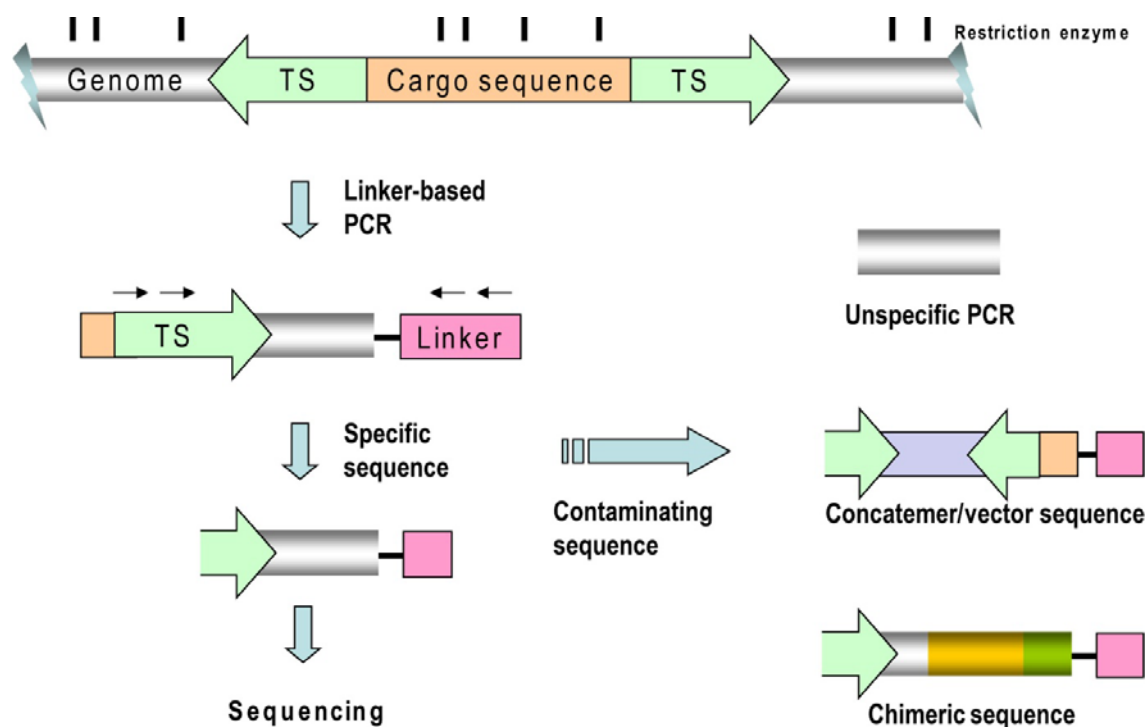 Restriction enzyme
Genome
TS
Cargo sequence
TS
Linker-based
PCR
TS
Linker
Unspecific PCR
Specific
sequence
Contaminating
sequence
Concatemer/vector sequence
Sequencing
Chimeric sequence